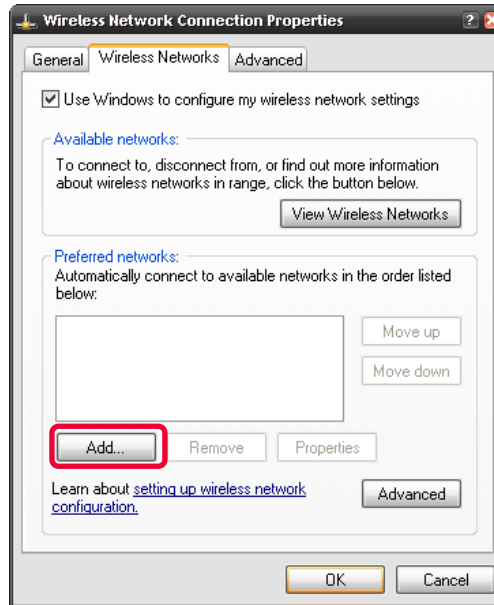 Wireless Network Connection Properties
General Wireless Networks Advanced
Use Windows to configure my wireless network settings
Available networks:
To connect to, disconnect from, or find out more information
about wireless networks in range, click the button below.
View Wireless Networks
Preferred networks:
Automatically connect to available networks in the order listed
below:
Move up
Move down
Add... Remove Properties
Learn about setting up wireless network
configuration.
Advanced
OK Cancel